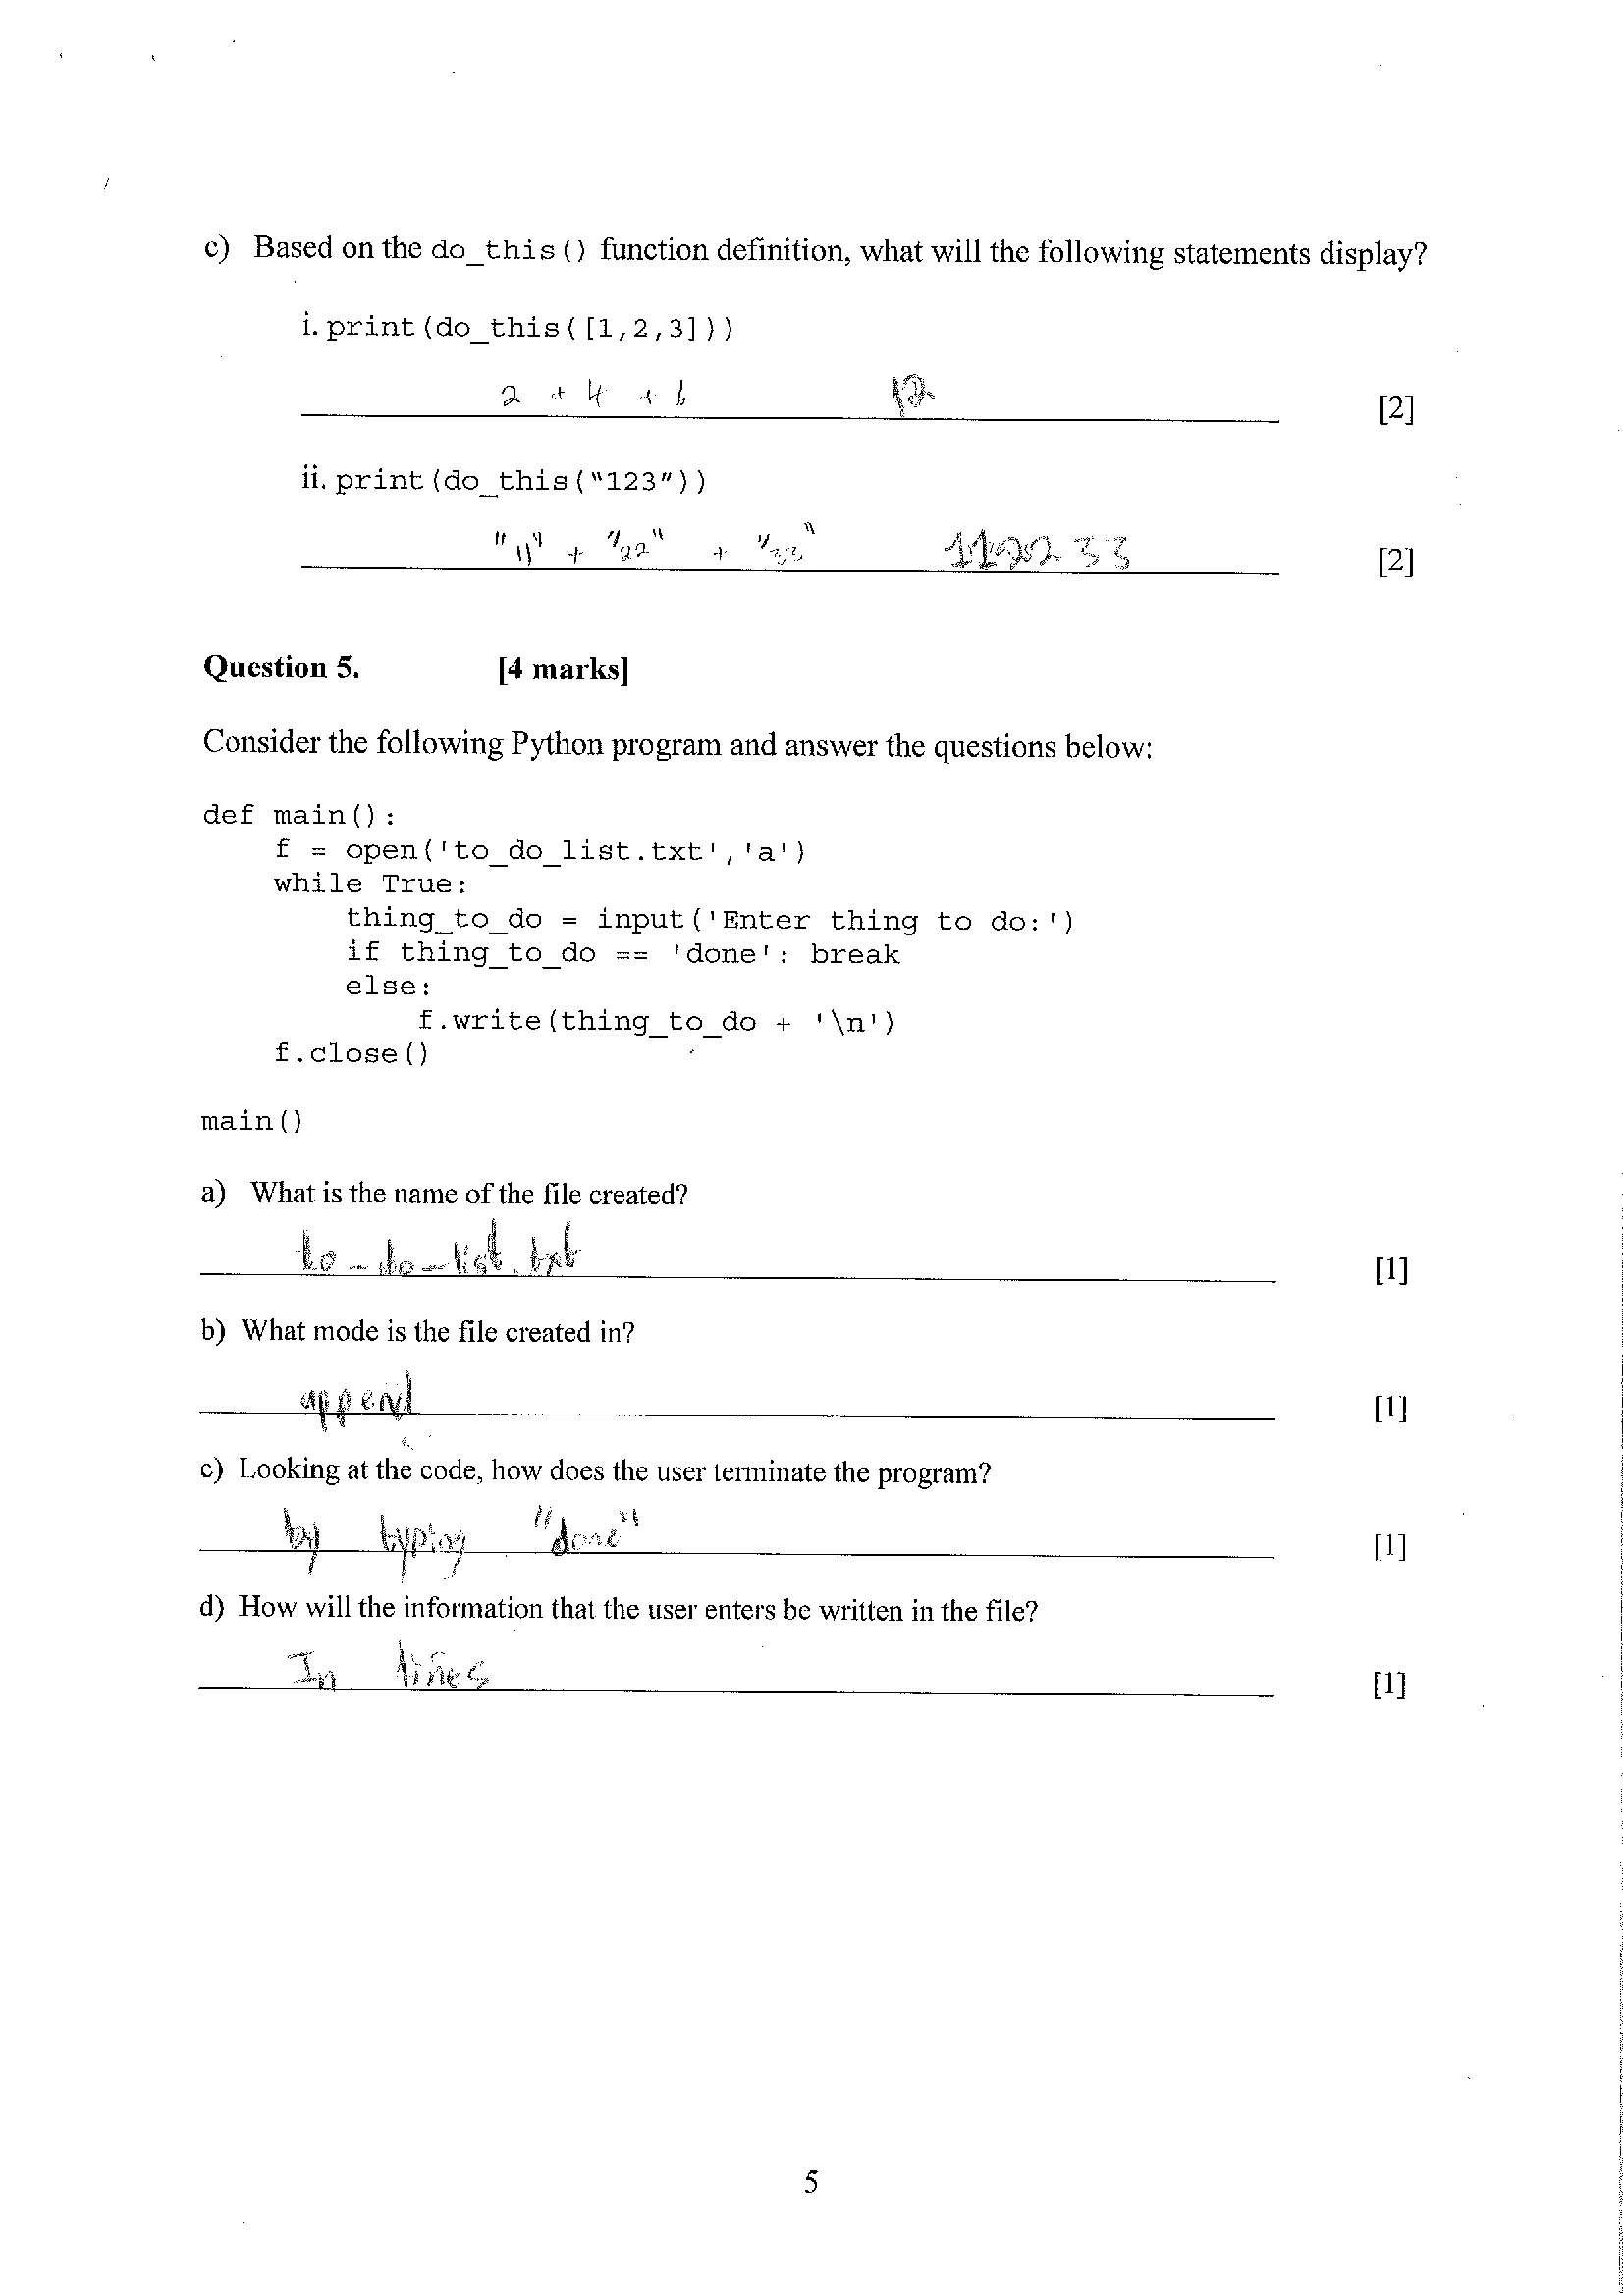 c) Based on the do_this() function definition, what will the following statements display?
i. print(do_this([1,2,3]))
2 + 4 + 6 12
[2]
ii. print(do_this("123"))
"11" + "22" + "33" 112233
[2]
Question 5. [4 marks]
Consider the following Python program and answer the questions below:
def main():
    f = open('to_do_list.txt','a')
    while True:
        thing_to_do = input('Enter thing to do:')
        if thing_to_do == 'done': break
        else:
            f.write(thing_to_do + '\n')
    f.close()
main()
a) What is the name of the file created?
to_do_list.txt
[1]
b) What mode is the file created in?
append
[1]
c) Looking at the code, how does the user terminate the program?
by typing "done"
[1]
d) How will the information that the user enters be written in the file?
In lines
[1]
5